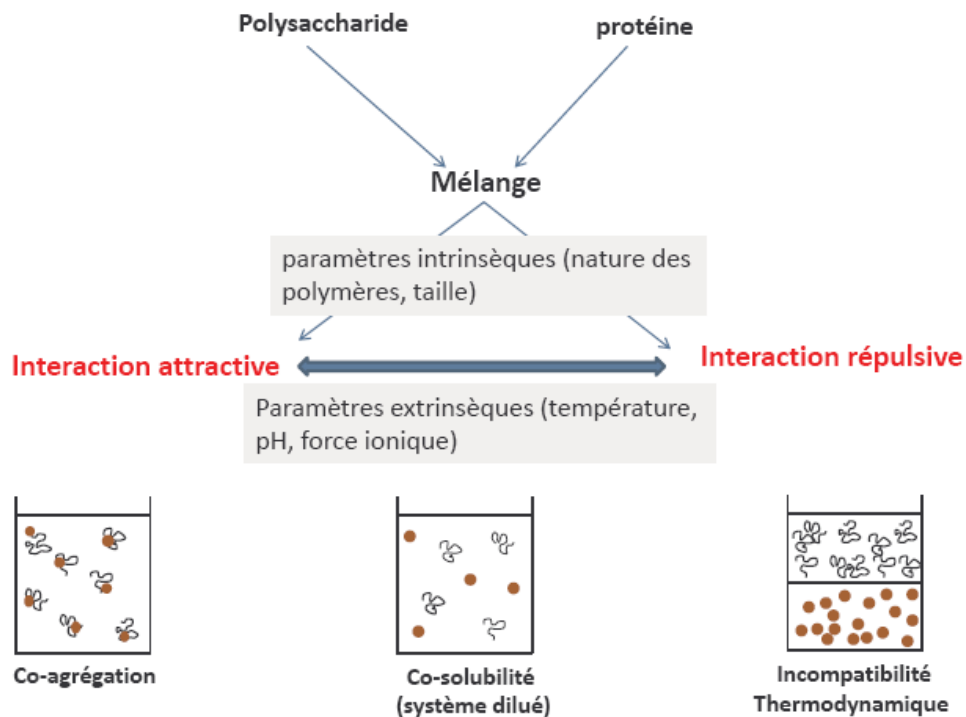 Polysaccharide
protéine
Mélange
paramètres intrinsèques (nature des
polymères, taille)
Interaction attractive
Interaction répulsive
Paramètres extrinsèques (température,
pH, force ionique)
Co-agrégation
Co-solubilité
(système dilué)
Incompatibilité
Thermodynamique